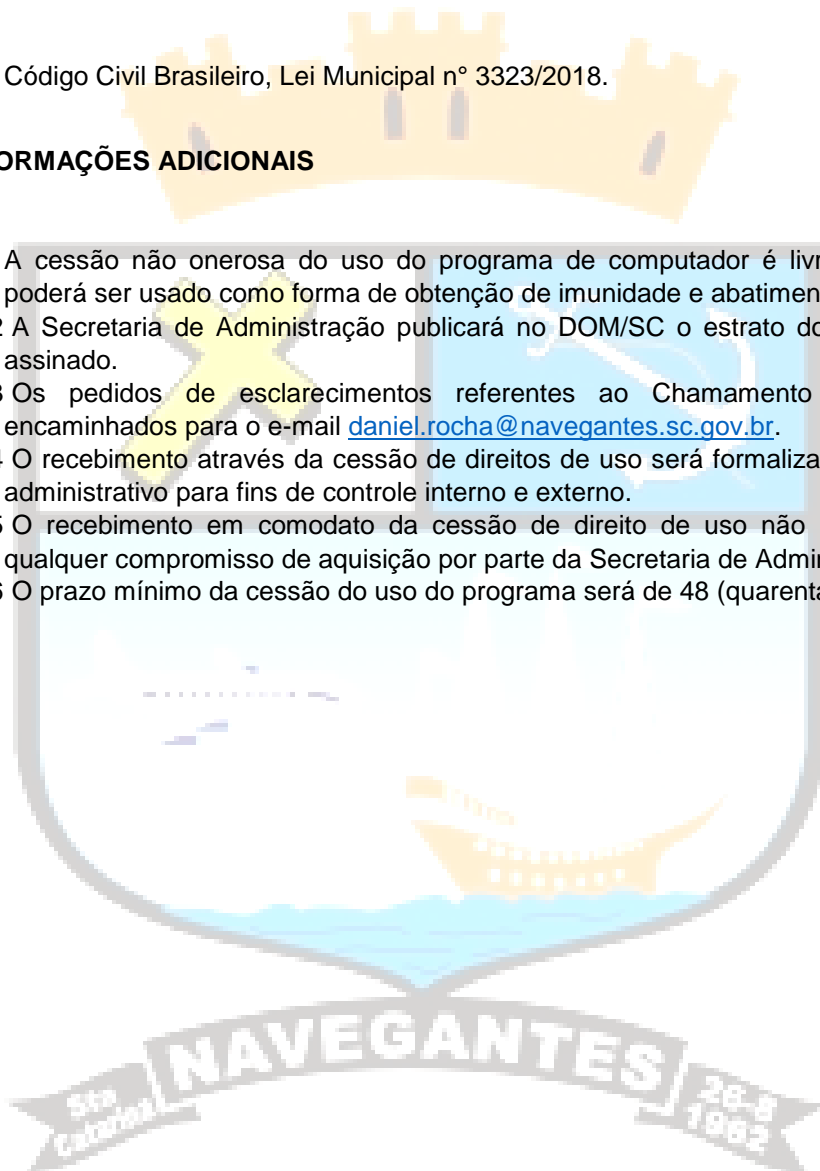 Código Civil Brasileiro, Lei Municipal n° 3323/2018.
ORMAÇÕES ADICIONAIS
A cessão não onerosa do uso do programa de computador é livr
poderá ser usado como forma de obtenção de imunidade e abatimen
2 A Secretaria de Administração publicará no DOM/SC o estrato do
assinado.
3 Os pedidos de esclarecimentos referentes ao Chamamento
encaminhados para o e-mail daniel.rocha@navegantes.sc.gov.br.
4 O recebimento através da cessão de direitos de uso será formaliza
administrativo para fins de controle interno e externo.
5 O recebimento em comodato da cessão de direito de uso não
qualquer compromisso de aquisição por parte da Secretaria de Admi
6 O prazo mínimo da cessão do uso do programa será de 48 (quarenta
NAVEGANTES
Sta
Catarina
26-8
1962